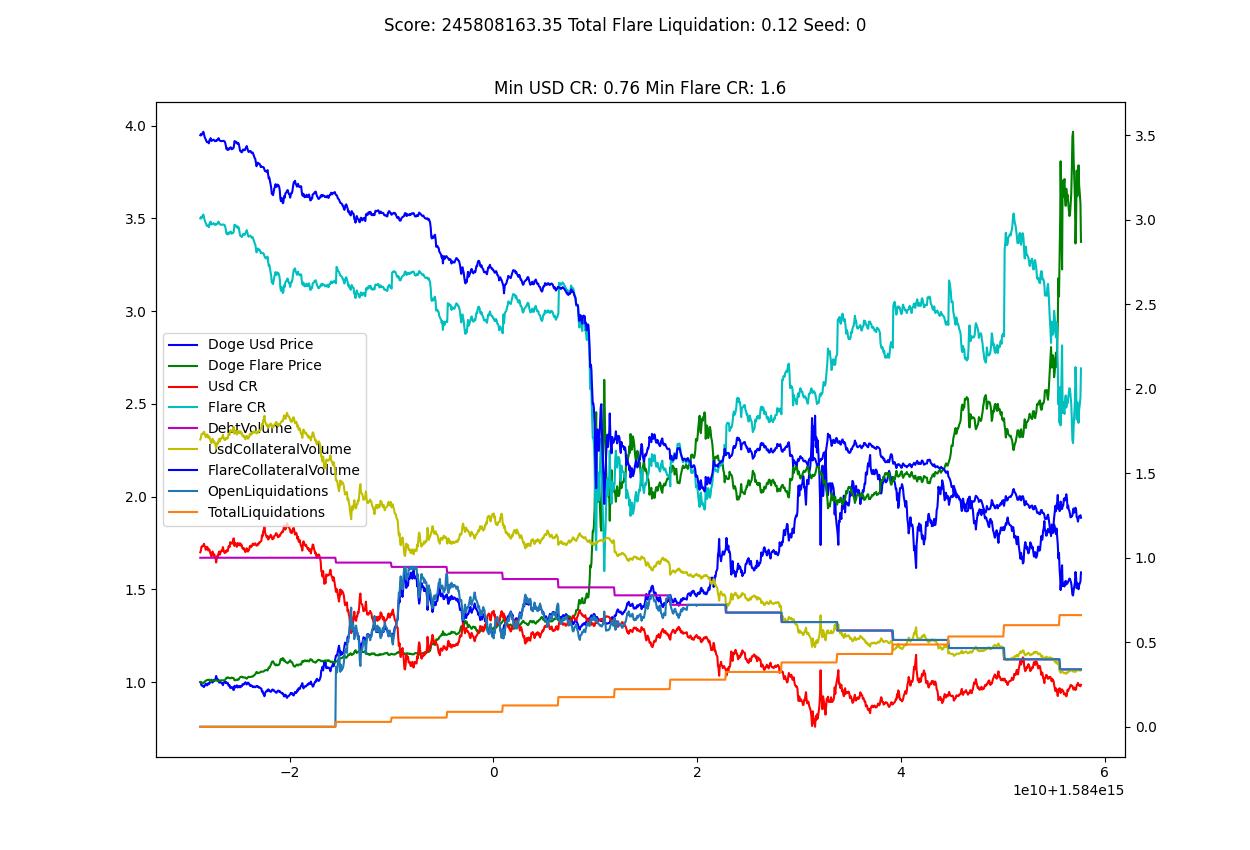 Score: 245808163.35 Total Flare Liquidation: 0.12 Seed: 0
Min USD CR: 0.76 Min Flare CR: 1.6
4.0
3.5
3.0
2.5
2.0
1.5
1.0
Doge Usd Price
Doge Flare Price
Usd CR
Flare CR
DebtVolume
UsdCollateralVolume
FlareCollateralVolume
OpenLiquidations
TotalLiquidations
3.5
3.0
2.5
2.0
1.5
1.0
0.5
0.0
−2 0 2 4 6
1e10+1.584e15